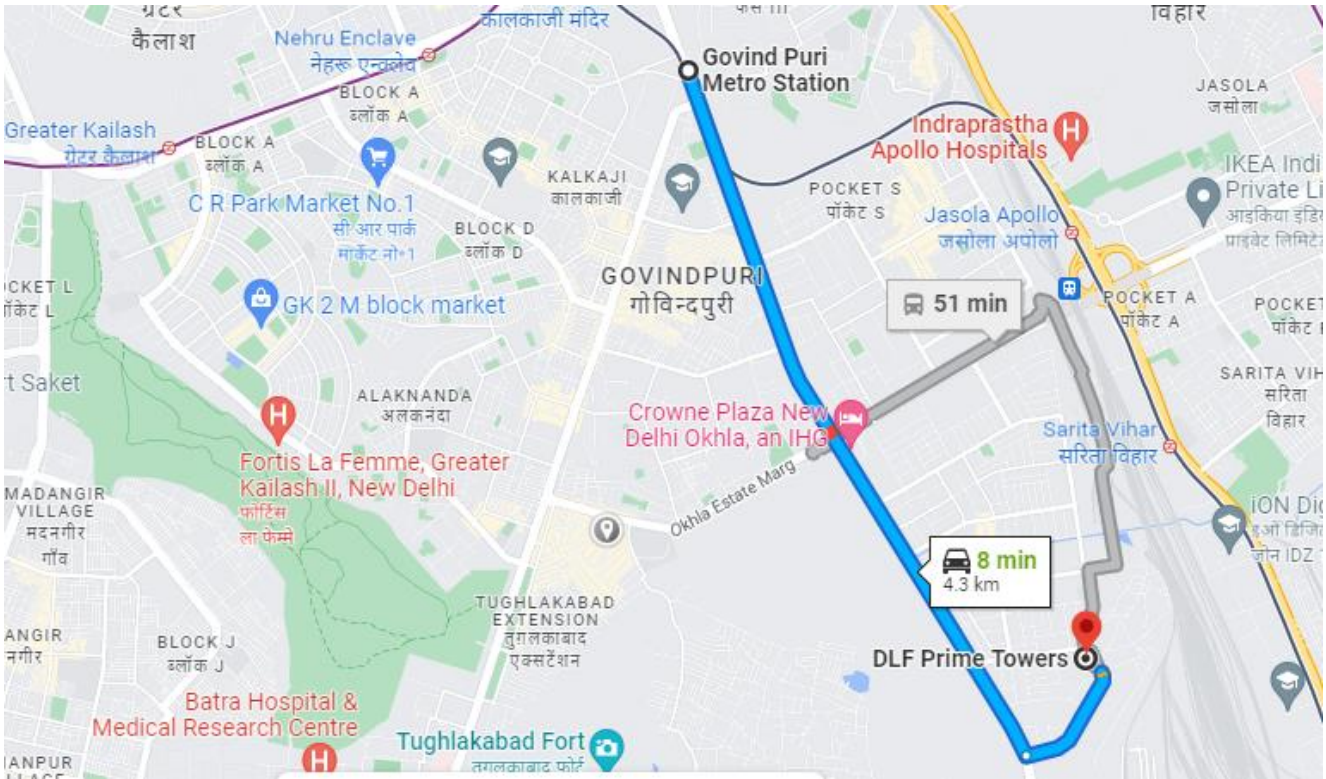 ग्रेटर
कैलाश
Nehru Enclave
नेहरू एन्क्लेव
कालकाजी मंदिर
विहार
Govind Puri
Metro Station
BLOCK A
ब्लॉक A
JASOLA
जसोला
Greater Kailash
ग्रेटर कैलाश
BLOCK A
ब्लॉक A
Indraprastha
Apollo Hospitals
KALKAJI
कालकाजी
POCKET S
पॉकेट S
IKEA Indi
Private Li
आइकिया इंडिय
प्राइवेट लिमिटेड
C R Park Market No.1
सी आर पार्क
मार्केट नो॰1
BLOCK D
ब्लॉक D
Jasola Apollo
जसोला अपोलो
GOVINDPURI
गोविन्दपुरी
OCKET L
ॉकेट L
GK 2 M block market
51 min
POCKET A
पॉकेट A
POCKET
पॉकेट
t Saket
ALAKNANDA
अलकनंदा
SARITA VIH
सरिता
विहार
Crowne Plaza New
Delhi Okhla, an IHG
Sarita Vihar
सरिता विहार
Fortis La Femme, Greater
Kailash II, New Delhi
फोर्टिस
ला फेम्मे
Okhla Estate Marg
MADANGIR
VILLAGE
मदनगीर
गाँव
iON Dig
जोन IDZ
8 min
4.3 km
TUGHLAKABAD
EXTENSION
तुग़लकाबाद
एक्सटेंशन
ANGIR
नगीर
BLOCK J
ब्लॉक J
DLF Prime Towers
Batra Hospital &
Medical Research Centre
Tughlakabad Fort
तुगलकाबाद फोर्ट
ANPUR